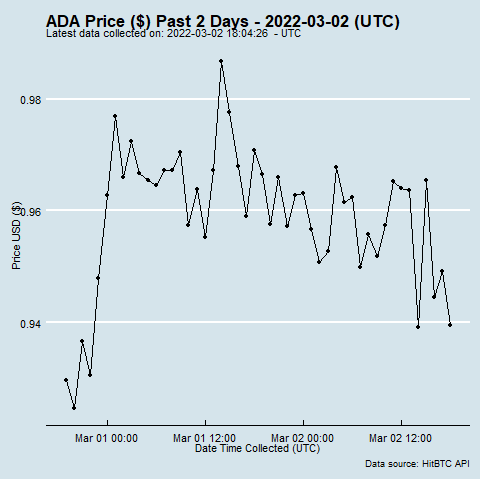 ADA Price ($) Past 2 Days - 2022-03-02 (UTC)
Latest data collected on: 2022-03-02 18:04:26 - UTC
0.98
0.96
0.94
Price USD ($)
Mar 01 00:00
Mar 01 12:00
Mar 02 00:00
Mar 02 12:00
Date Time Collected (UTC)
Data source: HitBTC API